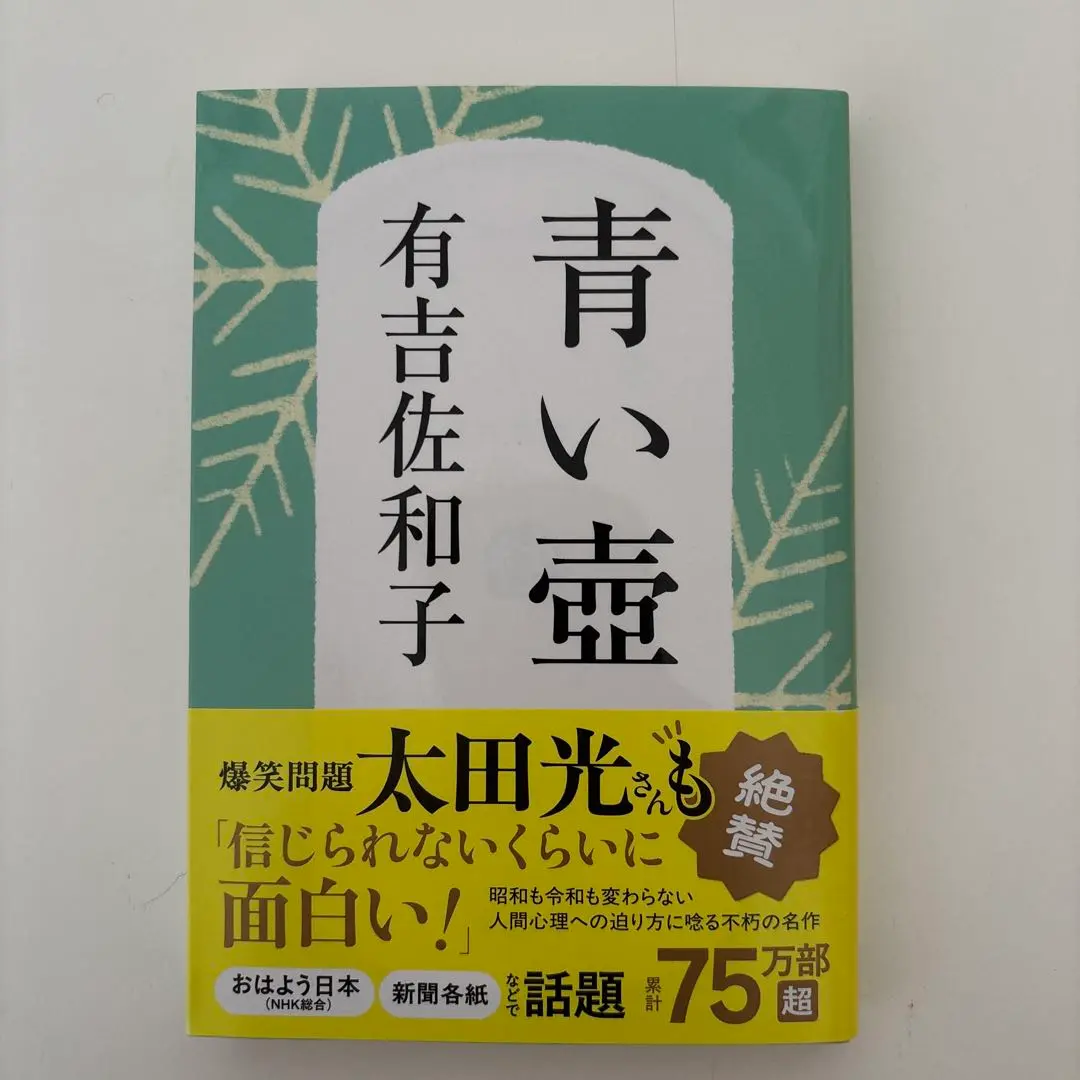 青い壺
有吉佐和子
爆笑問題 太田光さんも
絶賛
「信じられないくらいに
面白い!」
昭和も令和も変わらない
人間心理への迫り方に唸る不朽の名作
おはよう日本
(NHK総合)
新聞各紙
などで
話題
累計
75万部
超